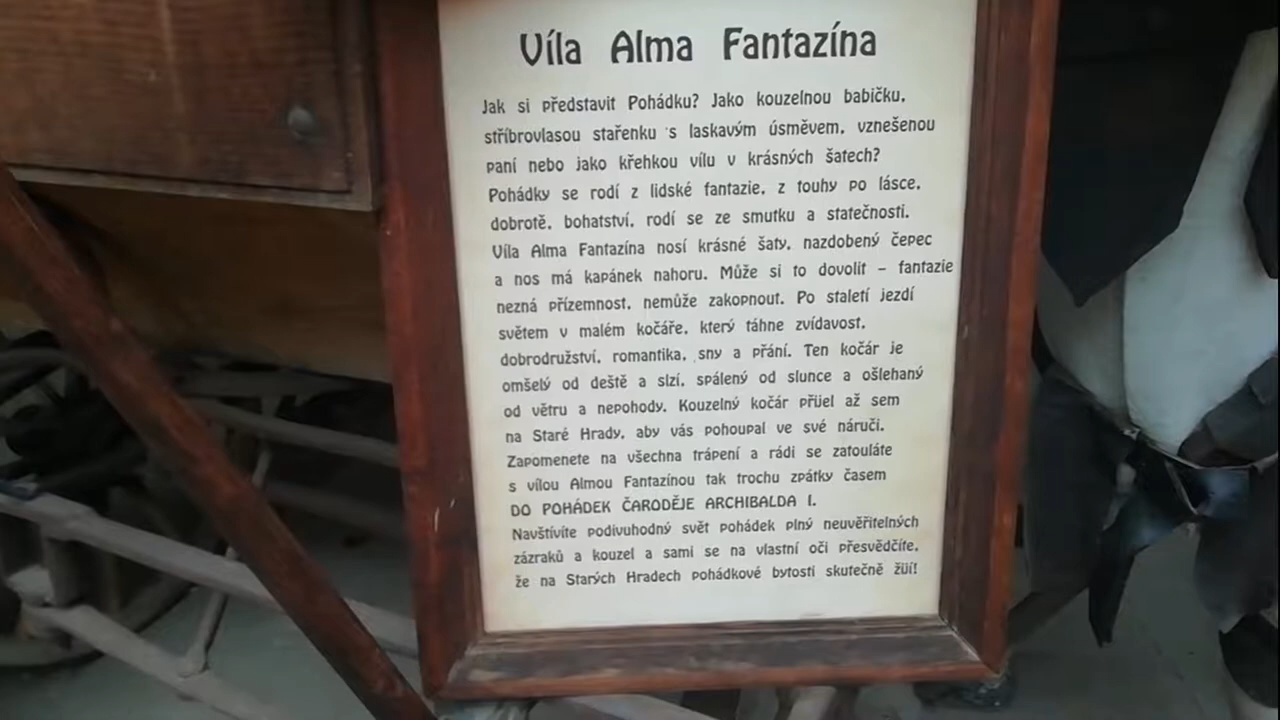 Víla Alma Fantazína
Jak si představit Pohádku? Jako kouzelnou babičku,
stříbrovlasou stařenku s laskavým úsměvem, vznešenou
paní nebo jako křehkou vílu v krásných šatech?
Pohádky se rodí z lidské fantazie, z touhy po lásce,
dobrotě, bohatství, rodí se ze smutku a statečnosti.
Víla Alma Fantazína nosí krásné šaty, nazdobený čepec
a nos má kapánek nahoru. Může si to dovolit – fantazie
nezná přízemnost, nemůže zakopnout. Po staletí jezdí
světem v malém kočáře, který táhne zvídavost,
dobrodružství, romantika, sny a přání. Ten kočár je
omšelý od deště a slzí, spálený od slunce a ošlehaný
od větru a nepohody. Kouzelný kočár přijel až sem
na Staré Hrady, aby vás pohoupal ve své náruči.
Zapomenete na všechna trápení a rádi se zatouláte
s vílou Almou Fantazínou tak trochu zpátky časem
DO POHÁDEK ČARODĚJE ARCHIBALDA I.
Navštívíte podivuhodný svět pohádek plný neuvěřitelných
zázraků a kouzel a sami se na vlastní oči přesvědčíte,
že na Starých Hradech pohádkové bytosti skutečně žijí!